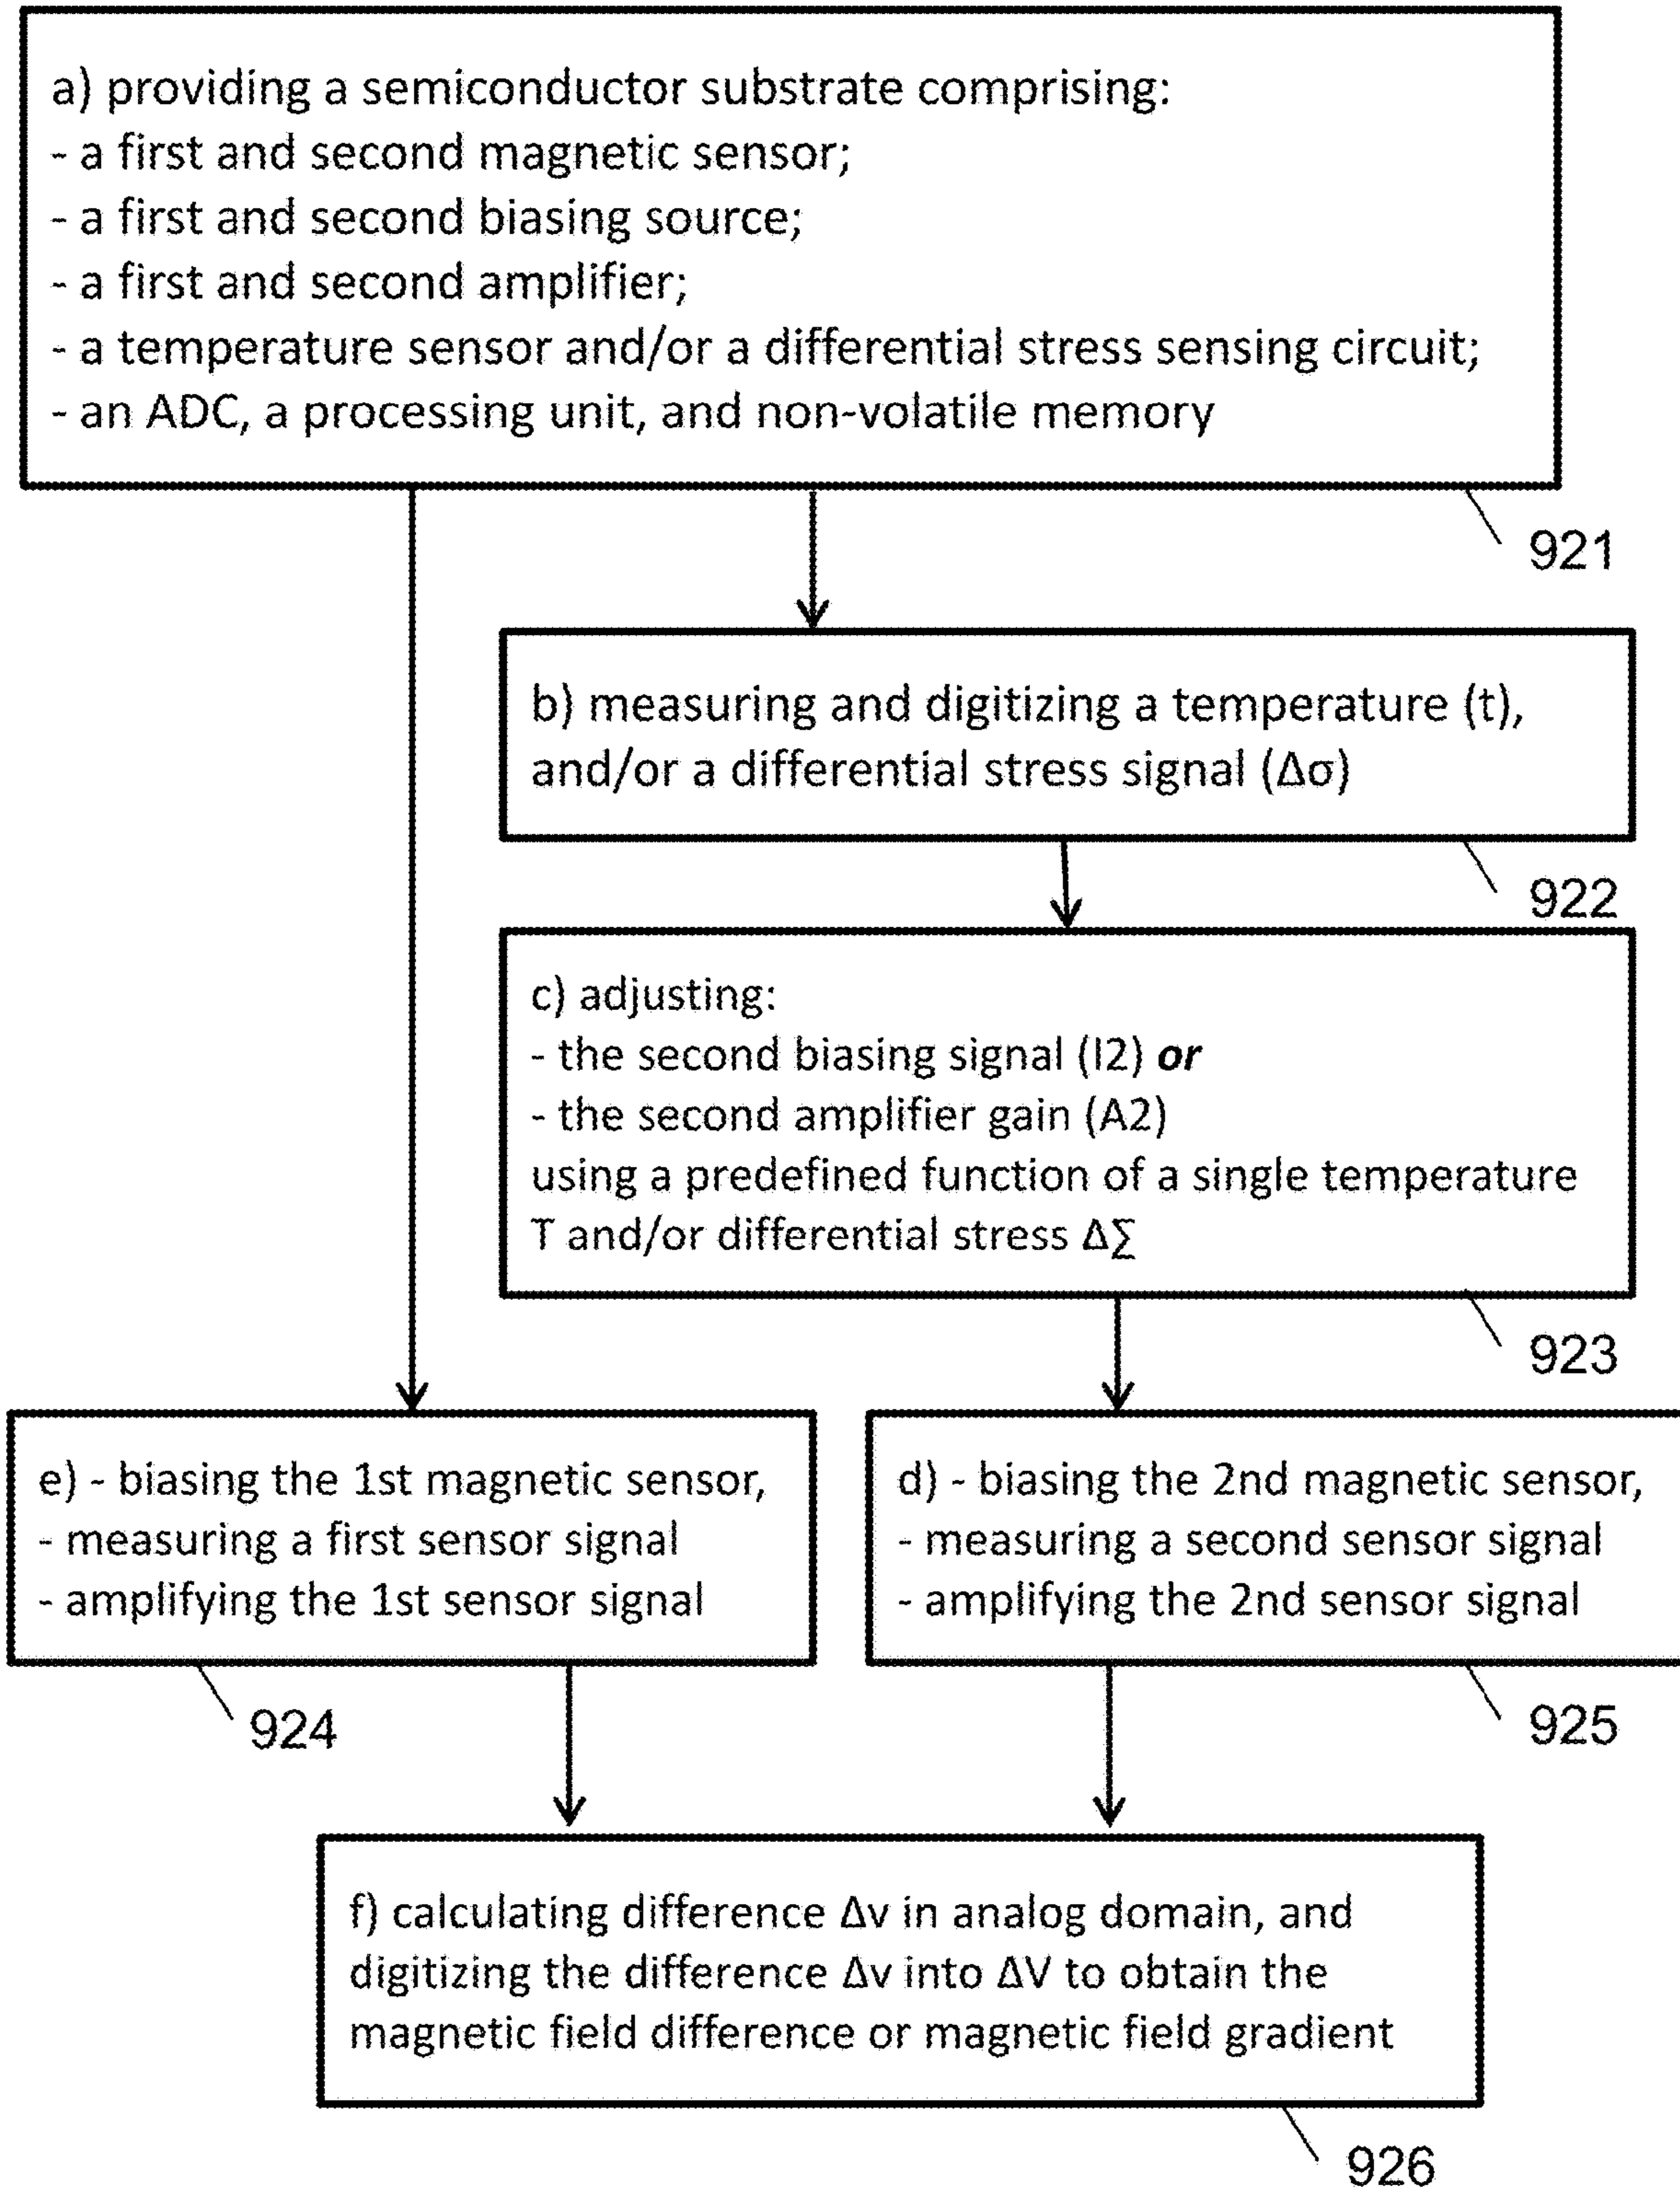 a) providing a semiconductor substrate comprising:
- a first and second magnetic sensor;
- a first and second biasing source;
- a first and second amplifier;
- a temperature sensor and/or a differential stress sensing circuit;
- an ADC, a processing unit, and non-volatile memory
921
b) measuring and digitizing a temperature (t),
and/or a differential stress signal (Δσ)
922
c) adjusting:
- the second biasing signal (I2) or
- the second amplifier gain (A2)
using a predefined function of a single temperature
T and/or differential stress Δ∑
923
e) - biasing the 1st magnetic sensor,
- measuring a first sensor signal
- amplifying the 1st sensor signal
924
d) - biasing the 2nd magnetic sensor,
- measuring a second sensor signal
- amplifying the 2nd sensor signal
925
f) calculating difference Δv in analog domain, and
digitizing the difference Δv into ΔV to obtain the
magnetic field difference or magnetic field gradient
926